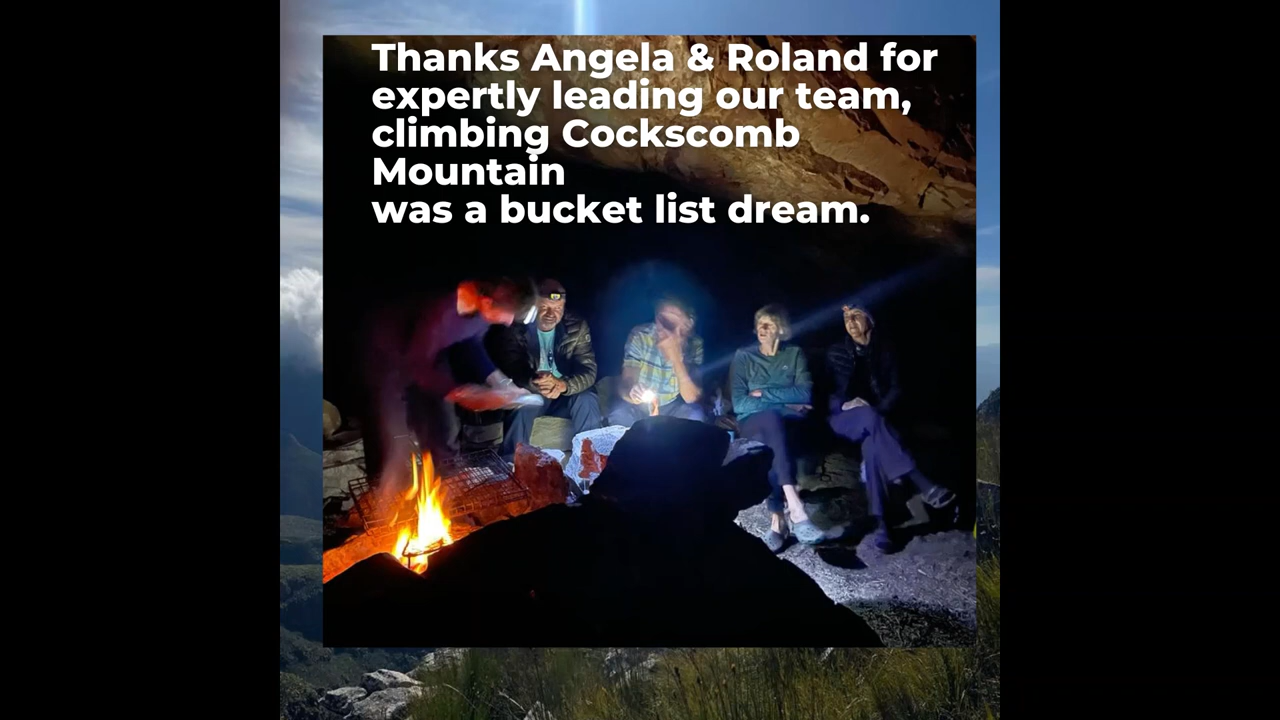 Thanks Angela & Roland for
expertly leading our team,
climbing Cockscomb
Mountain
was a bucket list dream.